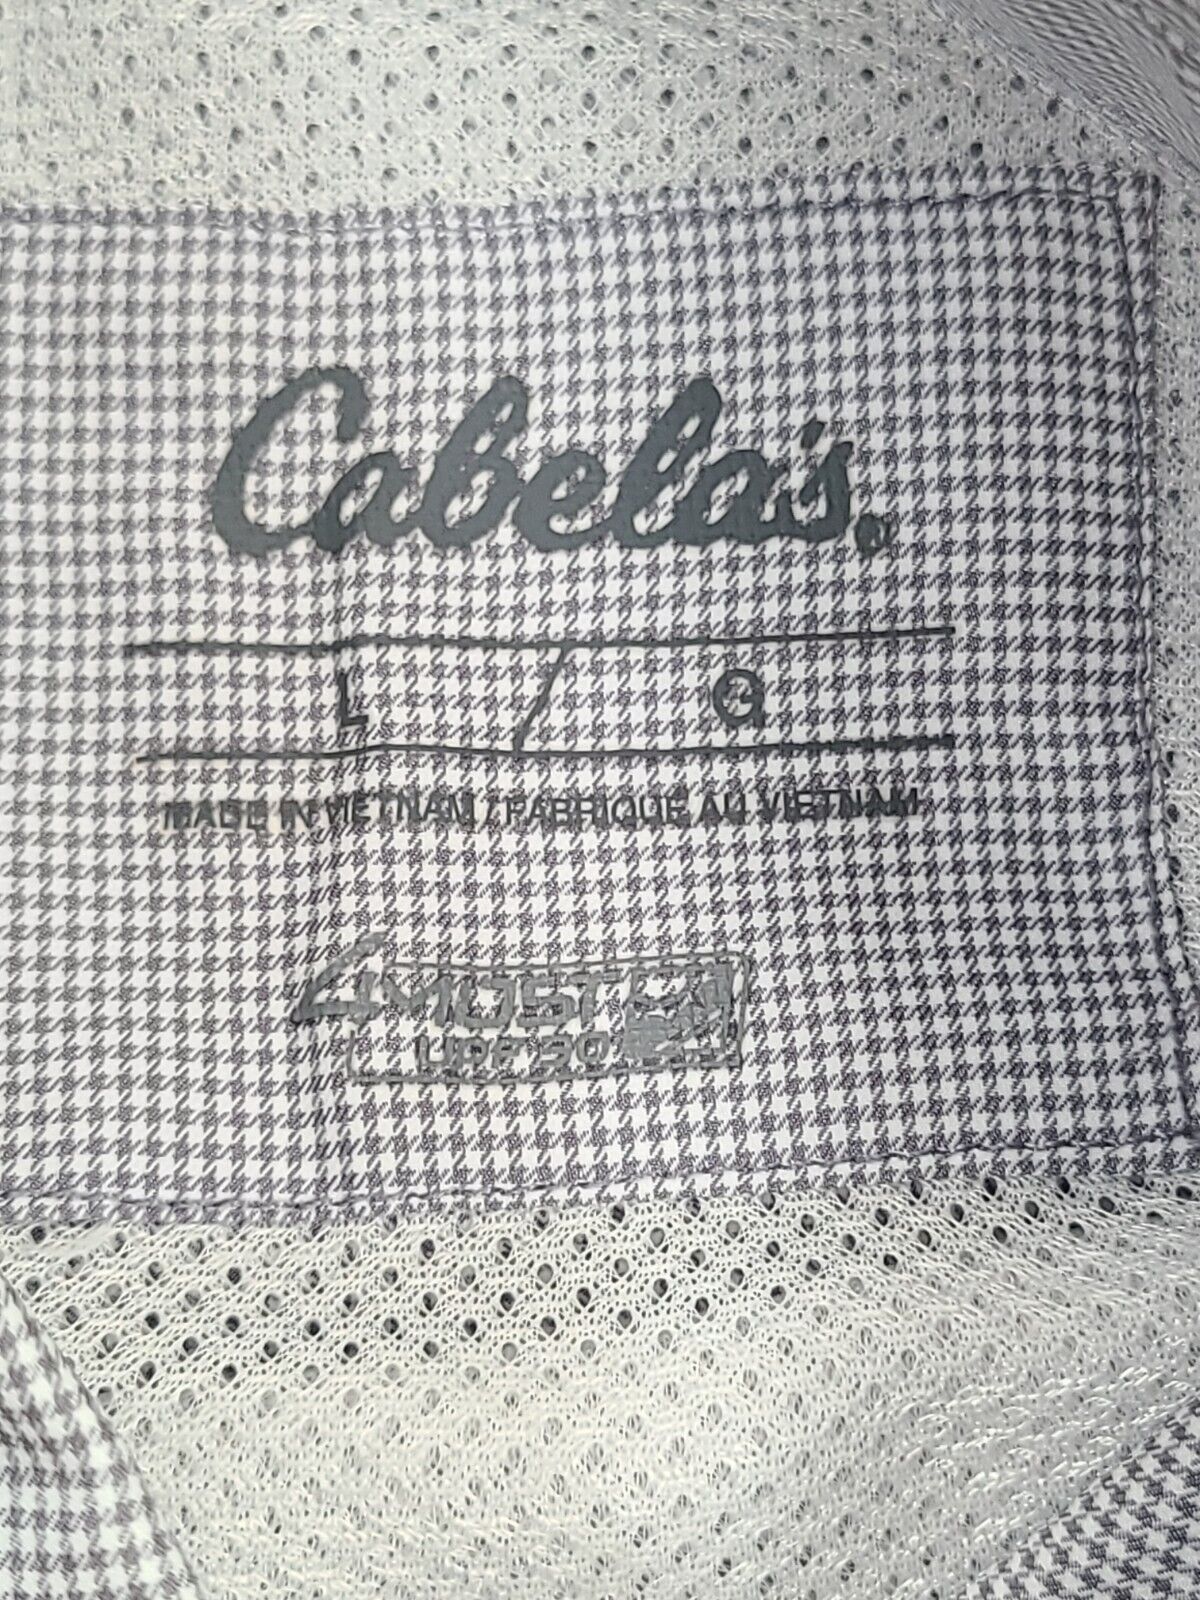 Cabela's®
L / G
MADE IN VIETNAM / FABRIQUE AU VIETNAM
4MOST
UPF 30